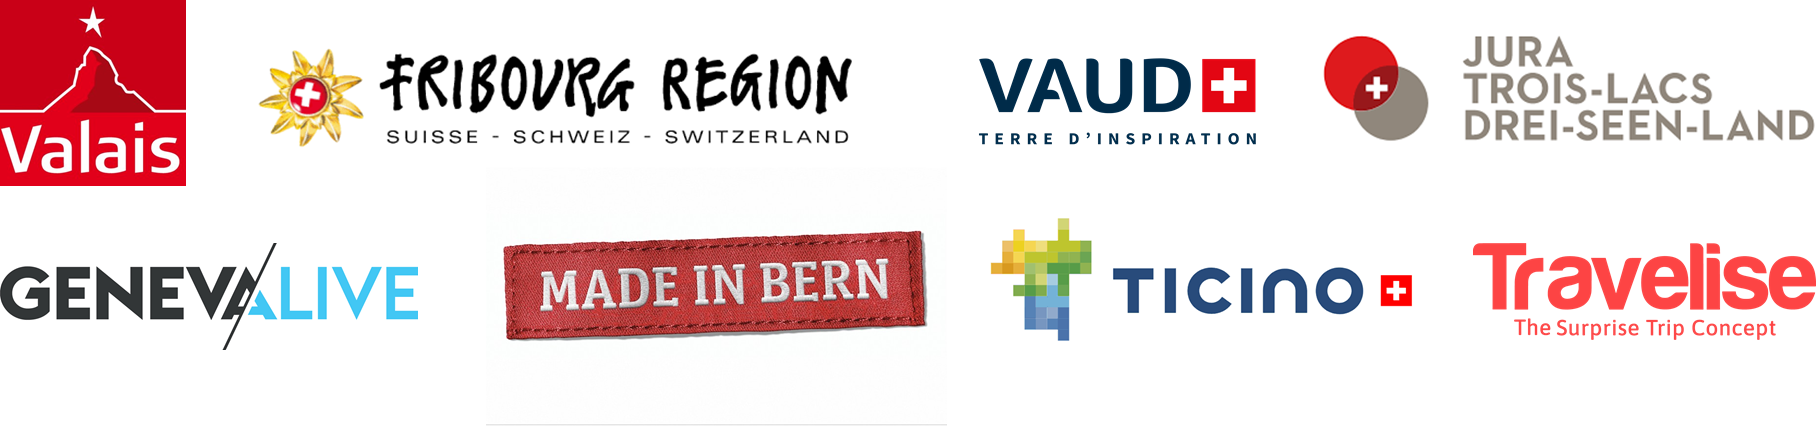 Valais
FRIBOURG REGION
SUISSE - SCHWEIZ - SWITZERLAND
VAUD
TERRE D'INSPIRATION
JURA
TROIS-LACS
DREI-SEEN-LAND
GENEVALIVE
MADE IN BERN
TICINO
Travelise
The Surprise Trip Concept